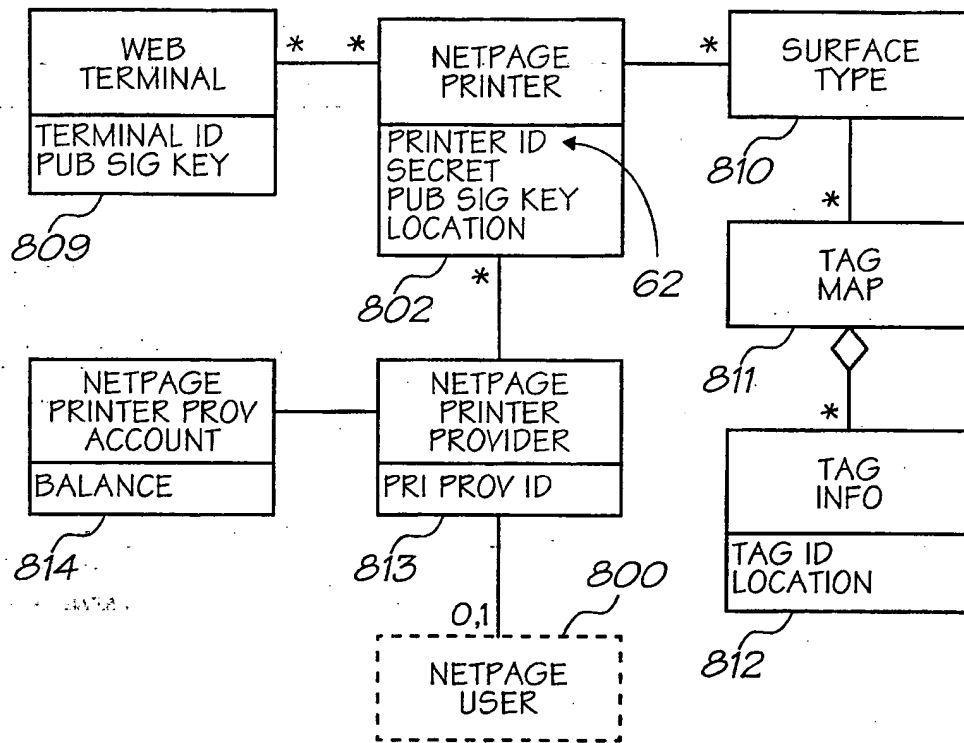 WEB
TERMINAL
TERMINAL ID
PUB SIG KEY
809
* *
NETPAGE
PRINTER
PRINTER ID
SECRET
PUB SIG KEY
LOCATION
802
62
*
SURFACE
TYPE
810
*
TAG
MAP
811
*
TAG
INFO
TAG ID
LOCATION
812
*
NETPAGE
PRINTER PROV
ACCOUNT
BALANCE
814
NETPAGE
PRINTER
PROVIDER
PRI PROV ID
813
800
0,1
NETPAGE
USER